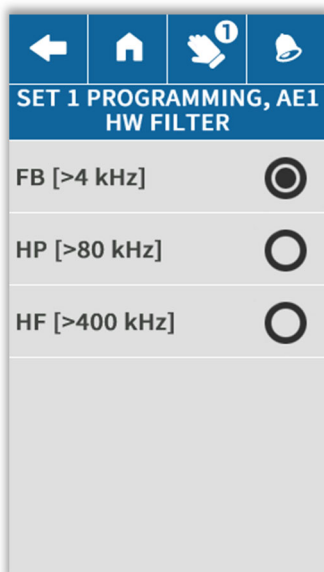 1
SET 1 PROGRAMMING, AE1
HW FILTER
FB [>4 kHz]
HP [>80 kHz]
HF [>400 kHz]